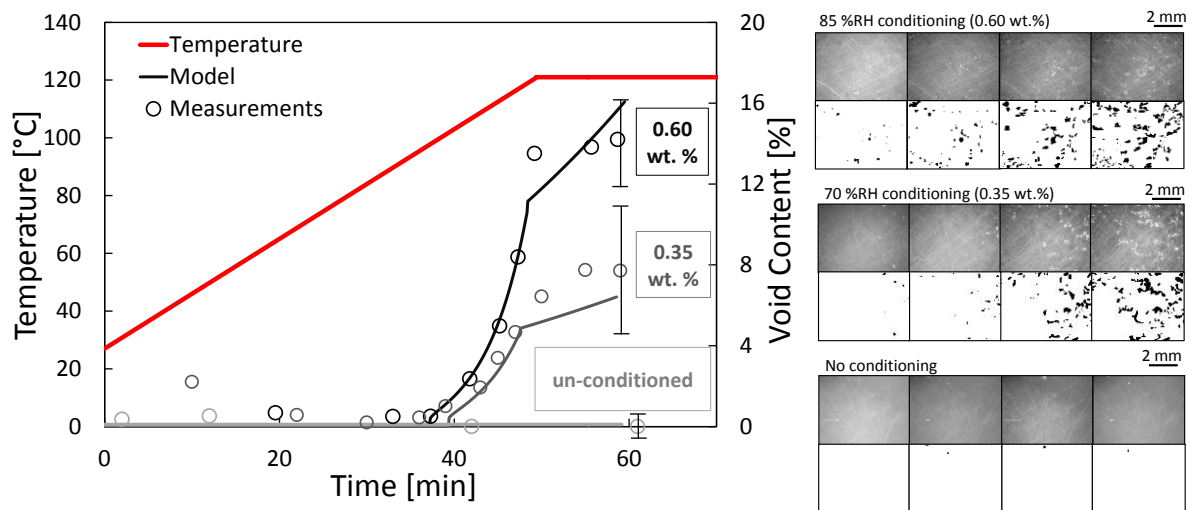 140
120
100
80
60
40
20
0
Temperature [°C]
Temperature
Model
Measurements
0.60
wt. %
0.35
wt. %
un-conditioned
20
16
12
8
4
0
Void Content [%]
0
20
40
60
Time [min]
85 %RH conditioning (0.60 wt.%)
2 mm
70 %RH conditioning (0.35 wt.%)
2 mm
No conditioning
2 mm